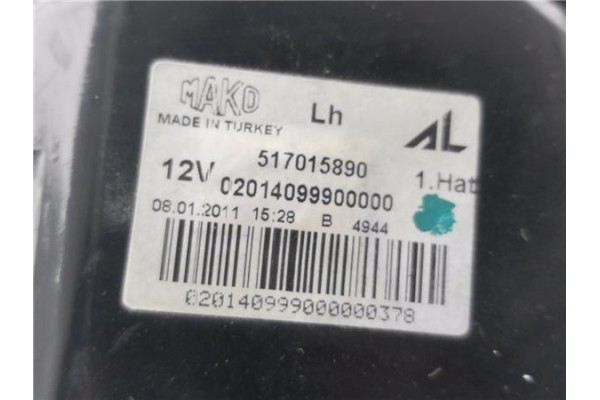 MAKO
Lh
AL
MADE IN TURKEY
517015890
12V 02014099900000
1.Hat
08.01.2011 15:28 B 4944
020140999000000378